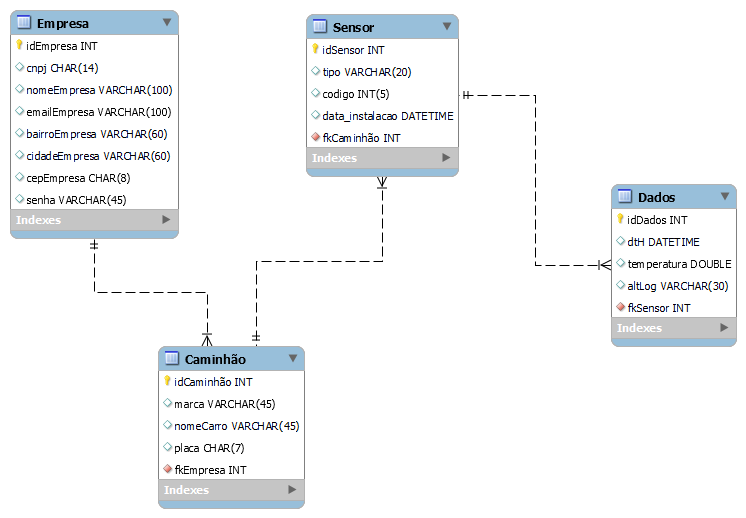 Empresa
idEmpresa INT
cnpj CHAR(14)
nomeEmpresa VARCHAR(100)
emailEmpresa VARCHAR(100)
bairroEmpresa VARCHAR(60)
cidadeEmpresa VARCHAR(60)
cepEmpresa CHAR(8)
senha VARCHAR(45)
Indexes
Sensor
idSensor INT
tipo VARCHAR(20)
codigo INT(5)
data_instalacao DATETIME
fkCaminhão INT
Indexes
Dados
idDados INT
dtH DATETIME
temperatura DOUBLE
altLog VARCHAR(30)
fkSensor INT
Indexes
Caminhão
idCaminhão INT
marca VARCHAR(45)
nomeCarro VARCHAR(45)
placa CHAR(7)
fkEmpresa INT
Indexes